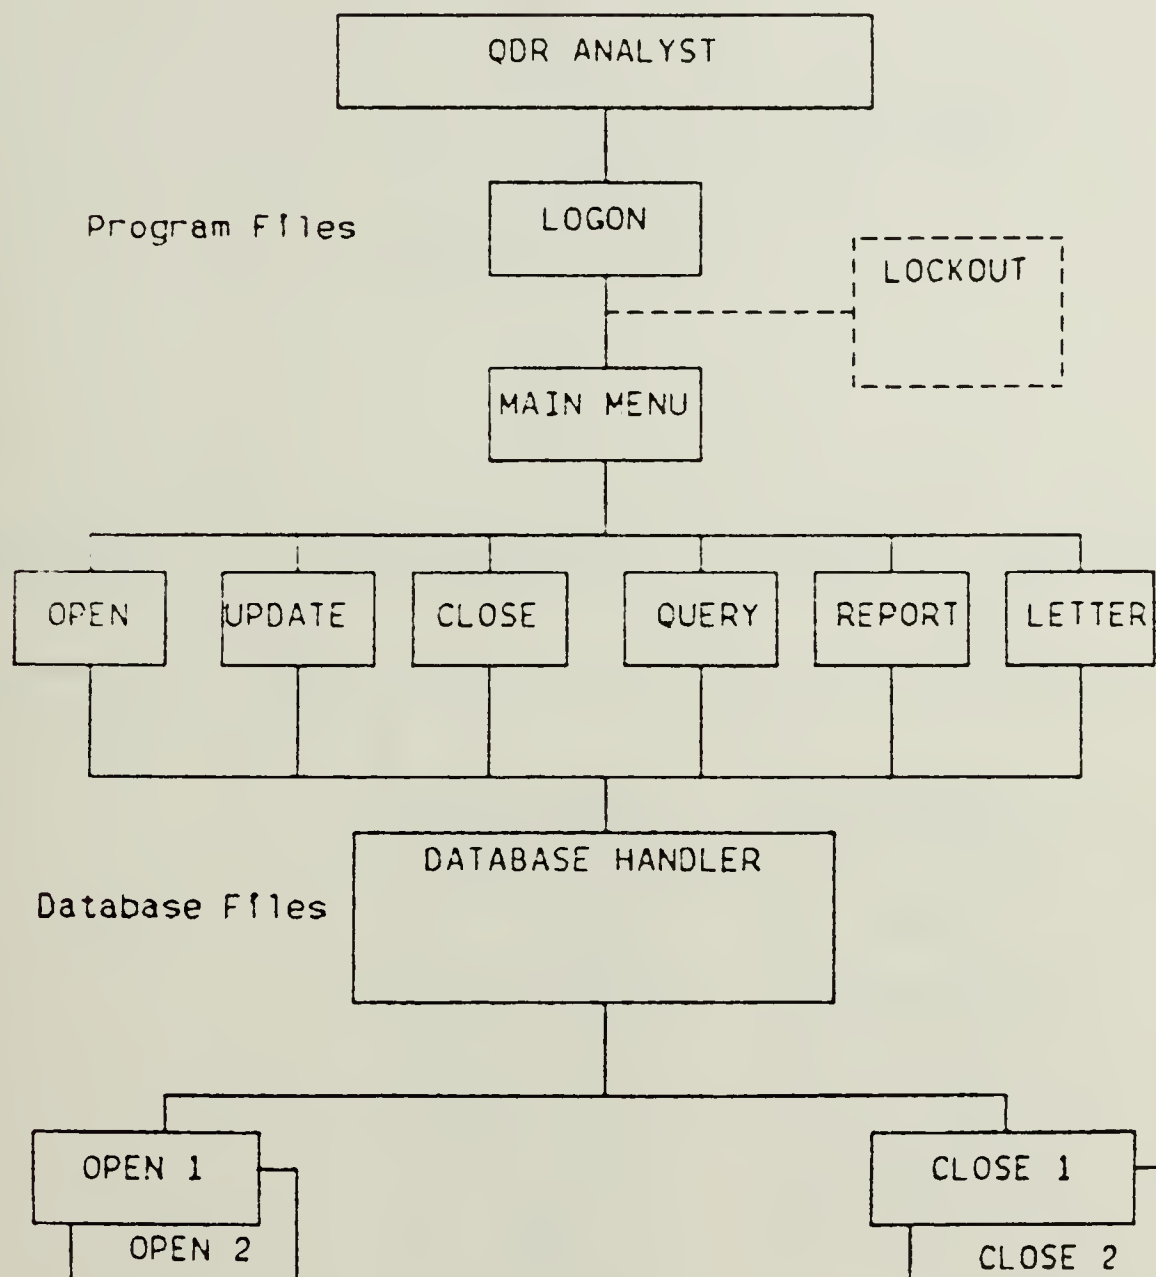 QDR ANALYST
LOGON
Program Files
LOCKOUT
MAIN MENU
OPEN UPDATE CLOSE QUERY REPORT LETTER
DATABASE HANDLER
Database Files
OPEN 1 CLOSE 1
OPEN 2 CLOSE 2